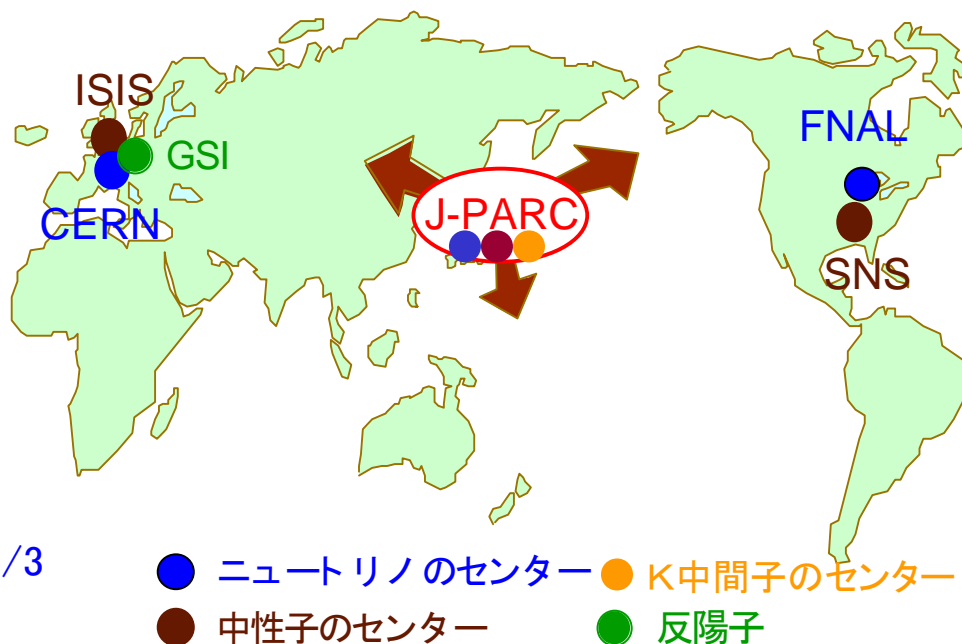 ISIS
GSI
CERN
J-PARC
FNAL
SNS
/3
ニュートリノのセンター
K中間子のセンター
中性子のセンター
反陽子